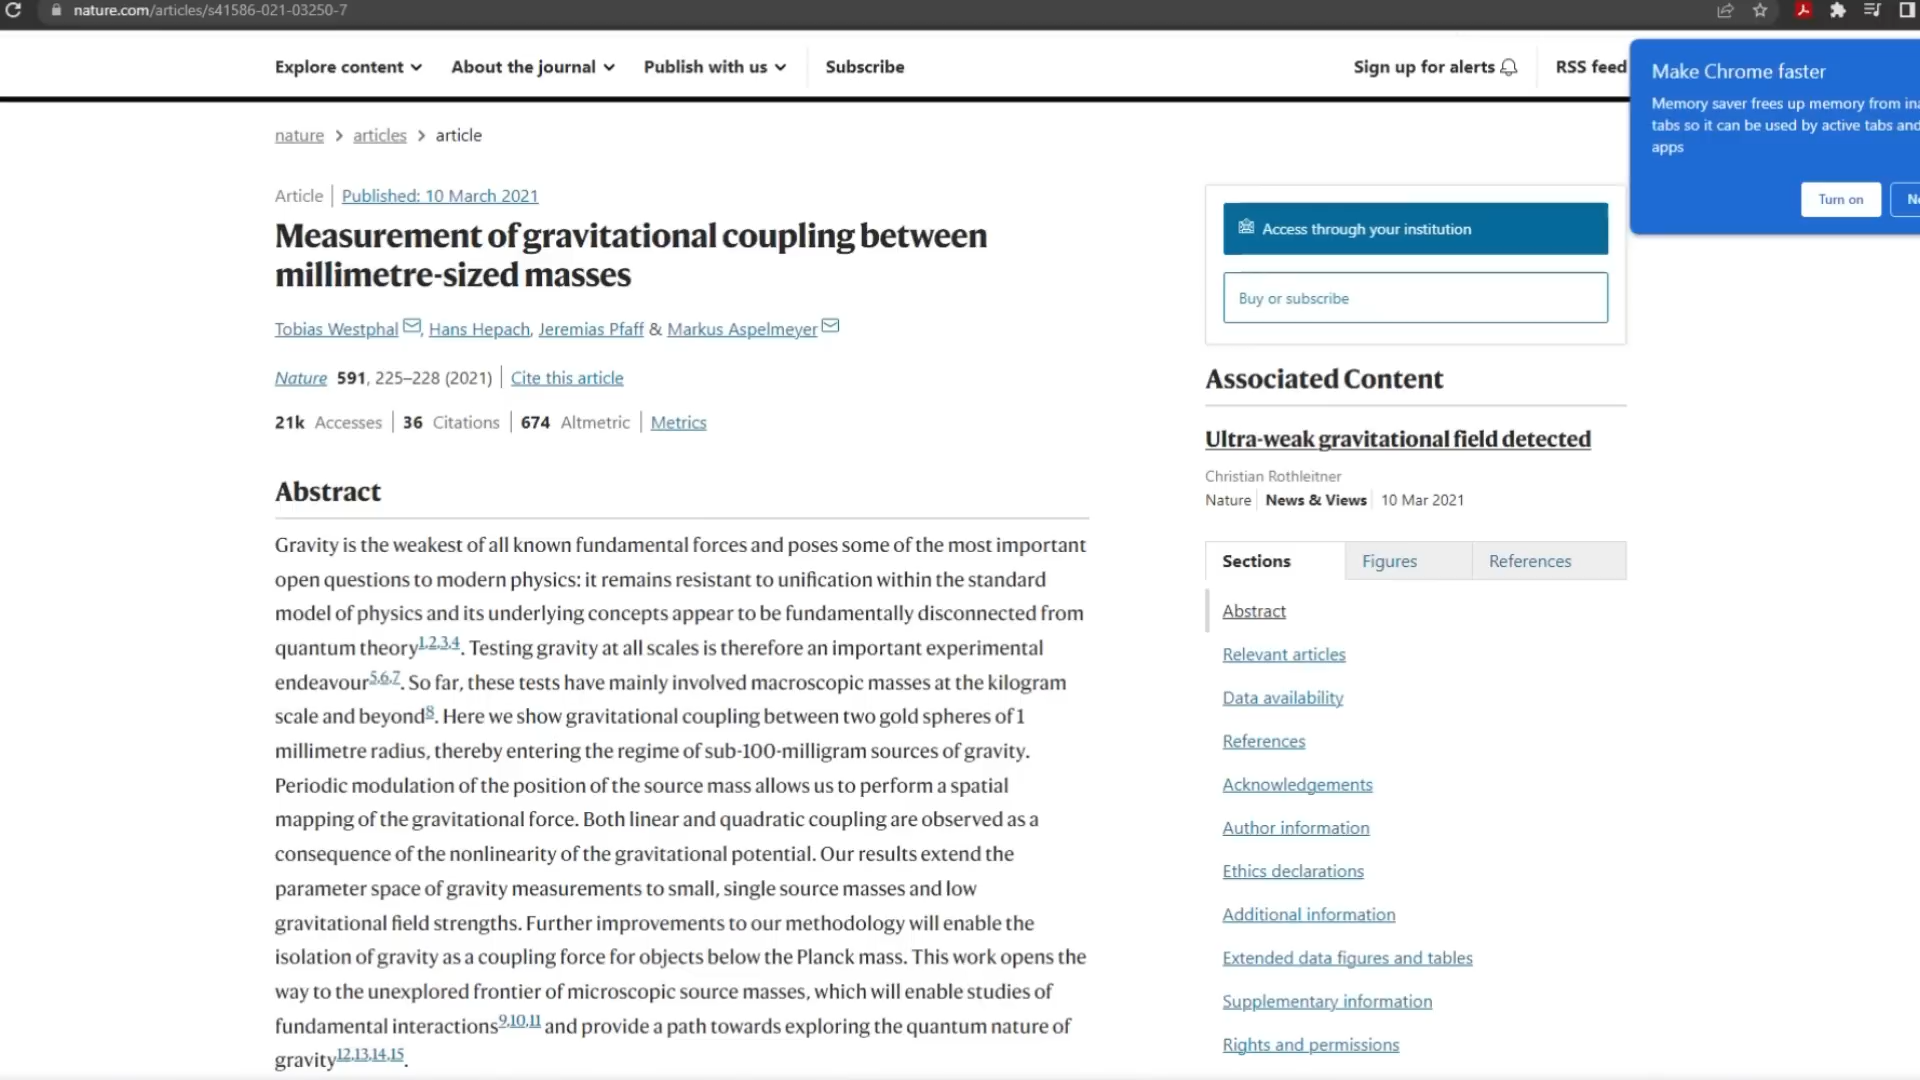 nature.com/articles/s41586-021-03250-7
Explore content About the journal Publish with us Subscribe Sign up for alerts RSS feed
Make Chrome faster
Memory saver frees up memory from
tabs so it can be used by active tabs and
apps
Turn on
nature > articles > article
Article | Published: 10 March 2021
Measurement of gravitational coupling between
millimetre-sized masses
Tobias Westphal, Hans Hepach, Jeremias Pfaff & Markus Aspelmeyer
Nature 591, 225–228 (2021) | Cite this article
21k Accesses | 36 Citations | 674 Altmetric | Metrics
Abstract
Gravity is the weakest of all known fundamental forces and poses some of the most important
open questions to modern physics: it remains resistant to unification within the standard
model of physics and its underlying concepts appear to be fundamentally disconnected from
quantum theory1,2,3,4. Testing gravity at all scales is therefore an important experimental
endeavour5,6,7. So far, these tests have mainly involved macroscopic masses at the kilogram
scale and beyond8. Here we show gravitational coupling between two gold spheres of 1
millimetre radius, thereby entering the regime of sub-100-milligram sources of gravity.
Periodic modulation of the position of the source mass allows us to perform a spatial
mapping of the gravitational force. Both linear and quadratic coupling are observed as a
consequence of the nonlinearity of the gravitational potential. Our results extend the
parameter space of gravity measurements to small, single source masses and low
gravitational field strengths. Further improvements to our methodology will enable the
isolation of gravity as a coupling force for objects below the Planck mass. This work opens the
way to the unexplored frontier of microscopic source masses, which will enable studies of
fundamental interactions9,10,11 and provide a path towards exploring the quantum nature of
gravity12,13,14,15.
Access through your institution
Buy or subscribe
Associated Content
Ultra-weak gravitational field detected
Christian Rothleitner
Nature | News & Views | 10 Mar 2021
Sections Figures References
Abstract
Relevant articles
Data availability
References
Acknowledgements
Author information
Ethics declarations
Additional information
Extended data figures and tables
Supplementary information
Rights and permissions